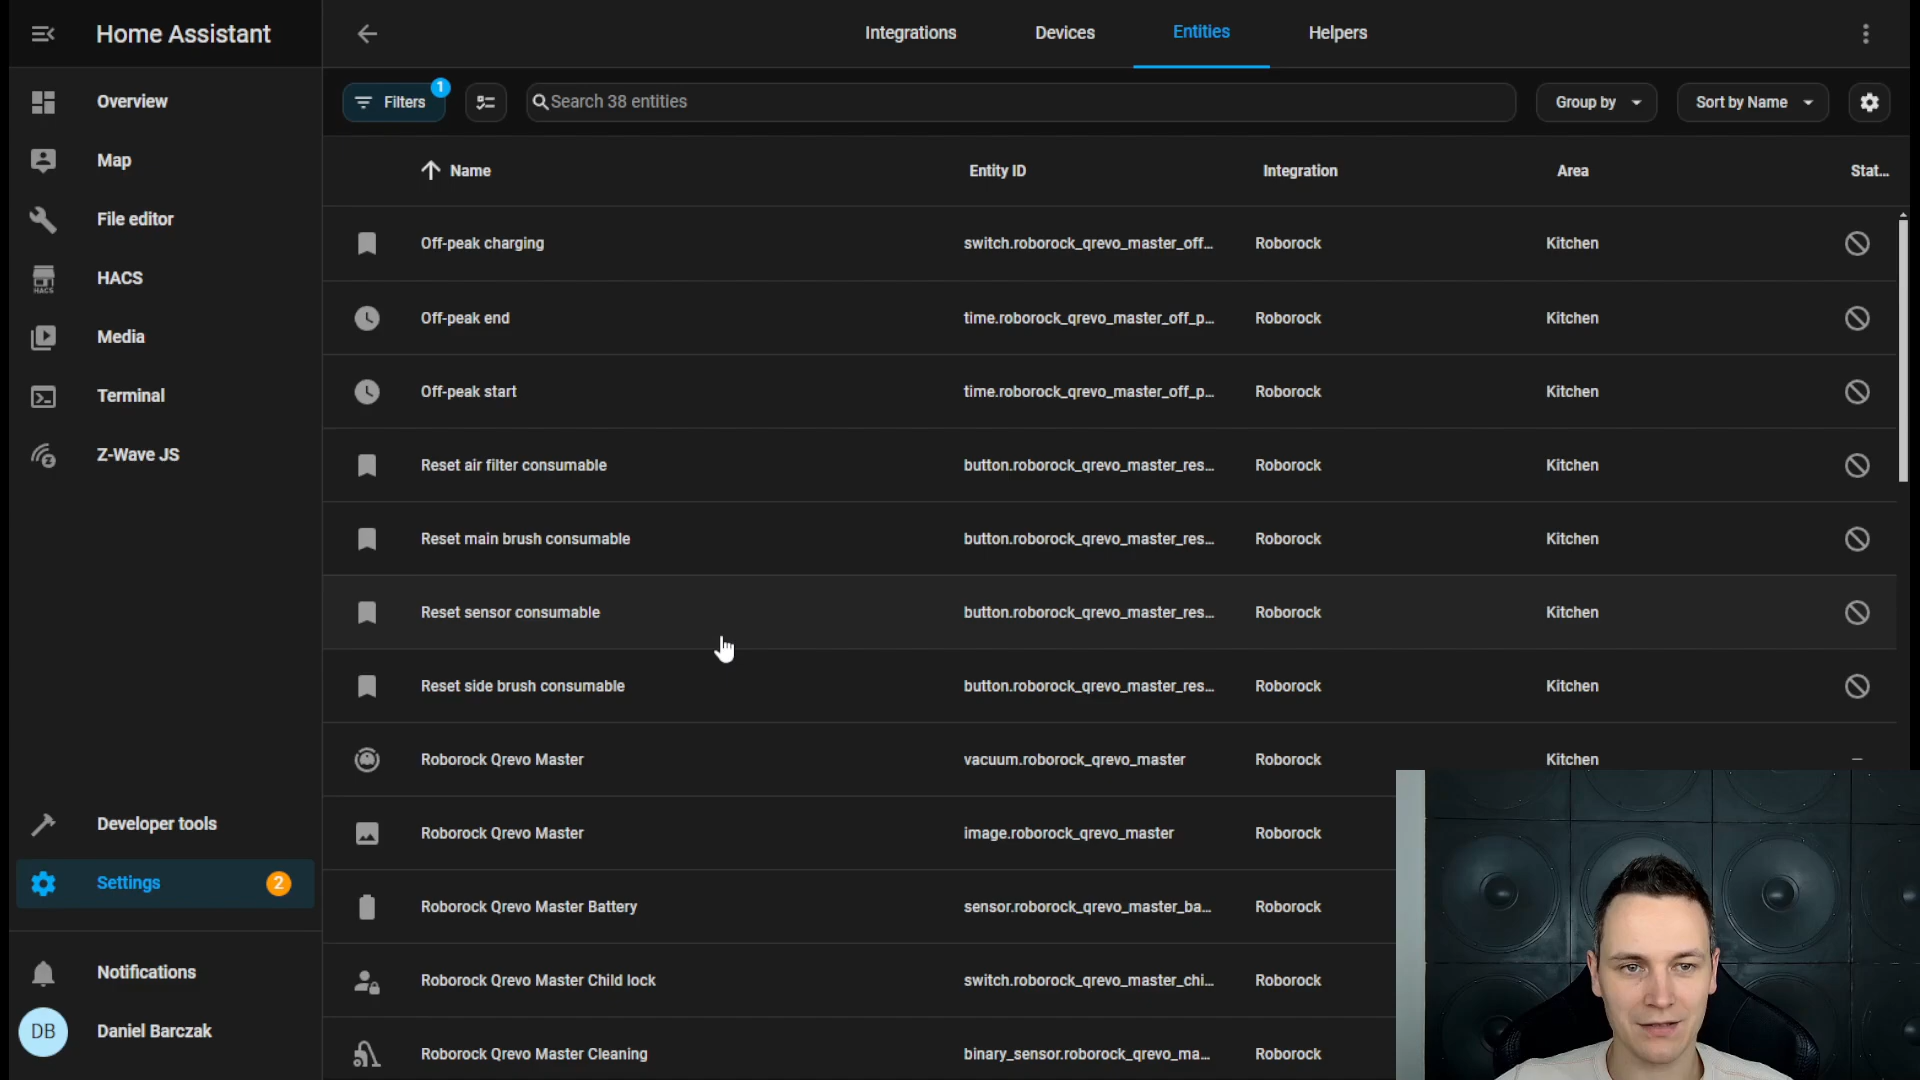 Home Assistant
Integrations
Devices
Entities
Helpers
Overview
Map
File editor
HACS
HACS
Media
Terminal
Z-Wave JS
Developer tools
Settings
2
Notifications
DB
Daniel Barczak
Filters
1
Search 38 entities
Group by
Sort by Name
Name
Entity ID
Integration
Area
Stat...
Off-peak charging
switch.roborock_qrevo_master_off...
Roborock
Kitchen
Off-peak end
time.roborock_qrevo_master_off_p...
Roborock
Kitchen
Off-peak start
time.roborock_qrevo_master_off_p...
Roborock
Kitchen
Reset air filter consumable
button.roborock_qrevo_master_res...
Roborock
Kitchen
Reset main brush consumable
button.roborock_qrevo_master_res...
Roborock
Kitchen
Reset sensor consumable
button.roborock_qrevo_master_res...
Roborock
Kitchen
Reset side brush consumable
button.roborock_qrevo_master_res...
Roborock
Kitchen
Roborock Qrevo Master
vacuum.roborock_qrevo_master
Roborock
Kitchen
–
Roborock Qrevo Master
image.roborock_qrevo_master
Roborock
Roborock Qrevo Master Battery
sensor.roborock_qrevo_master_ba...
Roborock
Roborock Qrevo Master Child lock
switch.roborock_qrevo_master_chi...
Roborock
Roborock Qrevo Master Cleaning
binary_sensor.roborock_qrevo_ma...
Roborock